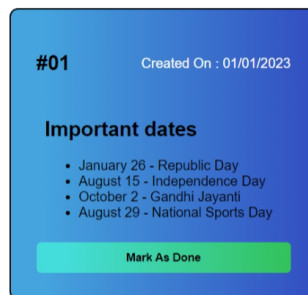 #01 Created On : 01/01/2023
Important dates
• January 26 - Republic Day
• August 15 - Independence Day
• October 2 - Gandhi Jayanti
• August 29 - National Sports Day
Mark As Done